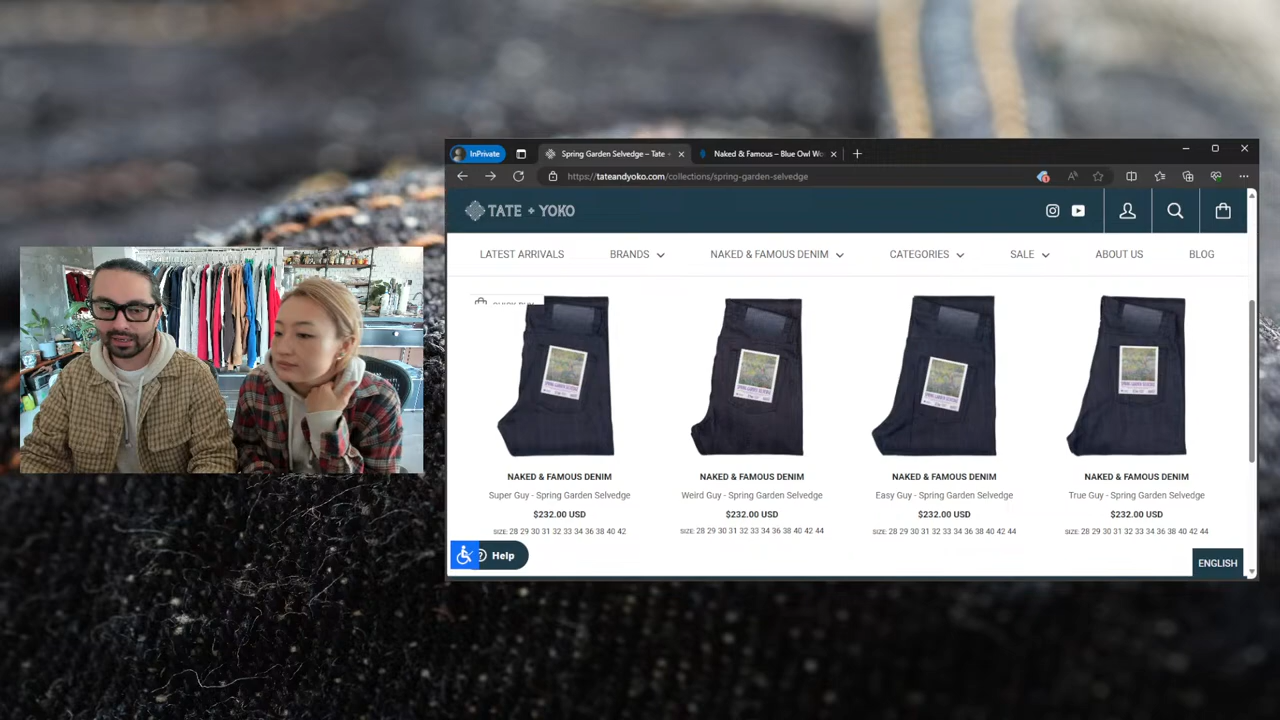 InPrivate
Spring Garden Selvedge – Tate
Naked & Famous – Blue Owl Wo
https://tateandyoko.com/collections/spring-garden-selvedge
TATE + YOKO
LATEST ARRIVALS BRANDS NAKED & FAMOUS DENIM CATEGORIES SALE ABOUT US BLOG
NAKED & FAMOUS DENIM
Super Guy - Spring Garden Selvedge
$232.00 USD
SIZE: 28 29 30 31 32 33 34 36 38 40 42
NAKED & FAMOUS DENIM
Weird Guy - Spring Garden Selvedge
$232.00 USD
SIZE: 28 29 30 31 32 33 34 36 38 40 42 44
NAKED & FAMOUS DENIM
Easy Guy - Spring Garden Selvedge
$232.00 USD
SIZE: 28 29 30 31 32 33 34 36 38 40 42 44
NAKED & FAMOUS DENIM
True Guy - Spring Garden Selvedge
$232.00 USD
SIZE: 28 29 30 31 32 33 34 36 38 40 42 44
Help
ENGLISH